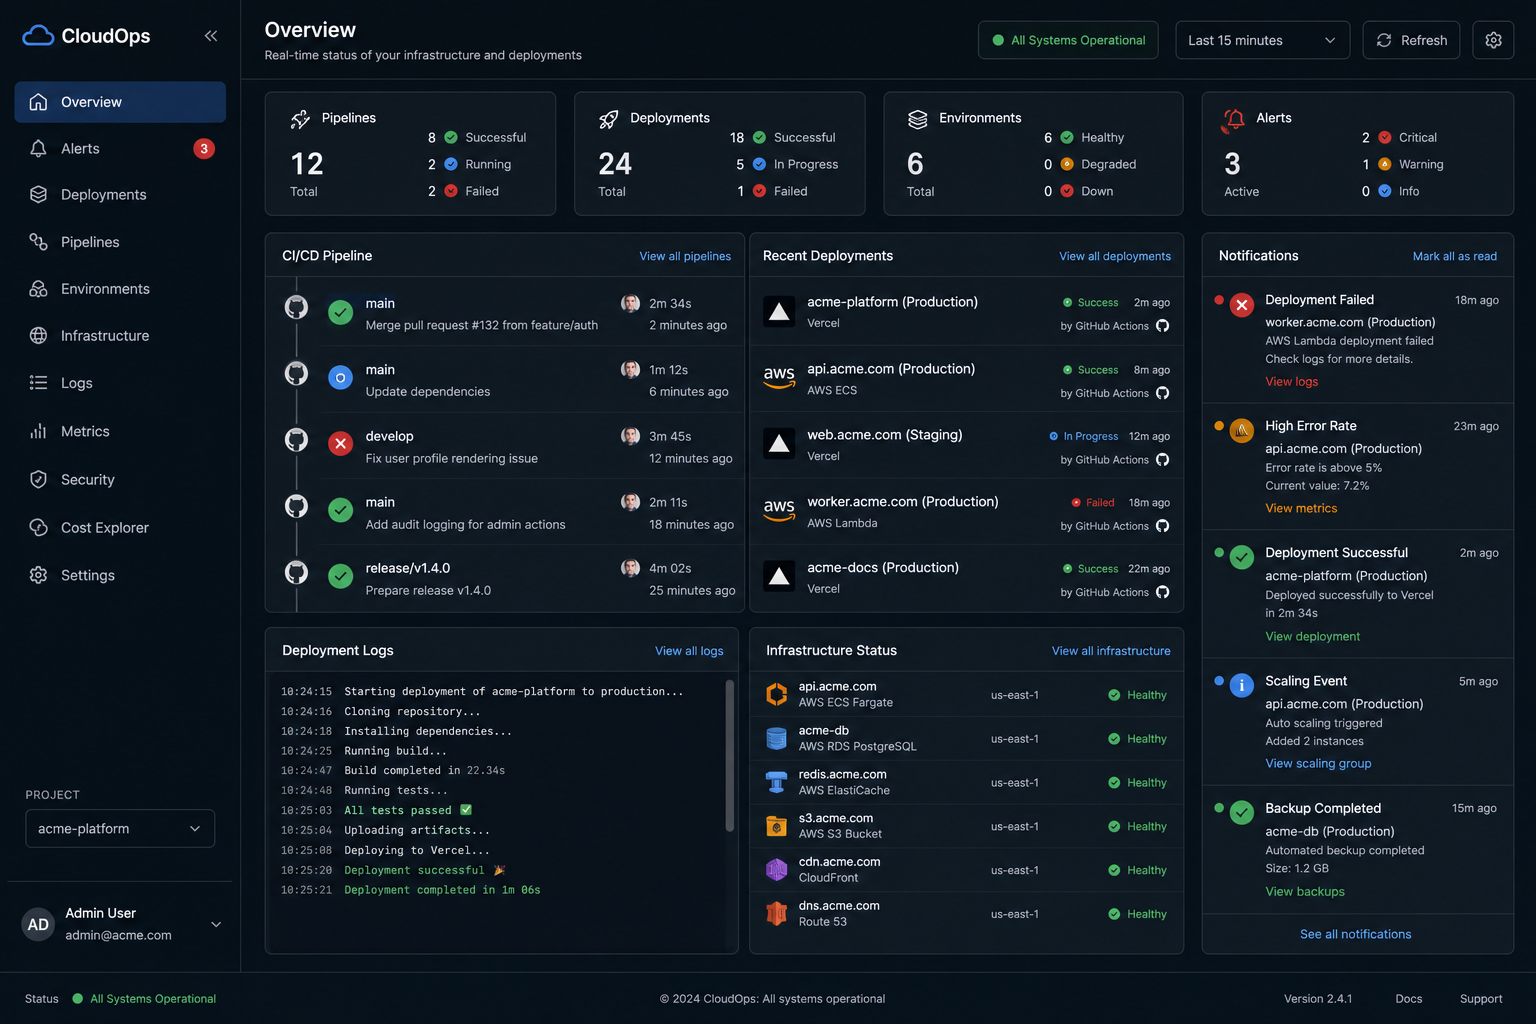 CloudOps
Overview
Alerts 3
Deployments
Pipelines
Environments
Infrastructure
Logs
Metrics
Security
Cost Explorer
Settings
PROJECT
acme-platform
AD
Admin User
admin@acme.com
Overview
Real-time status of your infrastructure and deployments
All Systems Operational
Last 15 minutes
Refresh
Pipelines
12
Total
8 Successful
2 Running
2 Failed
Deployments
24
Total
18 Successful
5 In Progress
1 Failed
Environments
6
Total
6 Healthy
0 Degraded
0 Down
Alerts
3
Active
2 Critical
1 Warning
0 Info
CI/CD Pipeline View all pipelines
main 2m 34s
Merge pull request #132 from feature/auth 2 minutes ago
main 1m 12s
Update dependencies 6 minutes ago
develop 3m 45s
Fix user profile rendering issue 12 minutes ago
main 2m 11s
Add audit logging for admin actions 18 minutes ago
release/v1.4.0 4m 02s
Prepare release v1.4.0 25 minutes ago
Recent Deployments View all deployments
acme-platform (Production) Success 2m ago
Vercel by GitHub Actions
aws
api.acme.com (Production) Success 8m ago
AWS ECS by GitHub Actions
web.acme.com (Staging) In Progress 12m ago
Vercel by GitHub Actions
aws
worker.acme.com (Production) Failed 18m ago
AWS Lambda by GitHub Actions
acme-docs (Production) Success 22m ago
Vercel by GitHub Actions
Notifications Mark all as read
Deployment Failed 18m ago
worker.acme.com (Production)
AWS Lambda deployment failed
Check logs for more details.
View logs
High Error Rate 23m ago
api.acme.com (Production)
Error rate is above 5%
Current value: 7.2%
View metrics
Deployment Successful 2m ago
acme-platform (Production)
Deployed successfully to Vercel
in 2m 34s
View deployment
Scaling Event 5m ago
api.acme.com (Production)
Auto scaling triggered
Added 2 instances
View scaling group
Backup Completed 15m ago
acme-db (Production)
Automated beckup completed
Size: 1.2 GB
View backups
See all notifications
Deployment Logs View all logs
10:24:15 Starting deployment of acme-platform to production...
10:24:16 Cloning repository...
10:24:18 Installing dependencies...
10:24:25 Running build...
10:24:47 Build completed in 22.34s
10:24:48 Running tests...
10:25:03 All tests passed ✅
10:25:04 Uploading artifacts...
10:25:08 Deploying to Vercel...
10:25:20 Deployment successful 🎉
10:25:21 Deployment completed in 1m 06s
Infrastructure Status View all infrastructure
api.acme.com
AWS ECS Fargate us-east-1 Healthy
acme-db
AWS RDS PostgreSQL us-east-1 Healthy
redis.acme.com
AWS ElastiCache us-east-1 Healthy
s3.acme.com
AWS S3 Bucket us-east-1 Healthy
cdn.acme.com
CloudFront us-east-1 Healthy
dns.acme.com
Route 53 us-east-1 Healthy
Status All Systems Operational
© 2024 CloudOps: All systems operational
Version 2.4.1 Docs Support